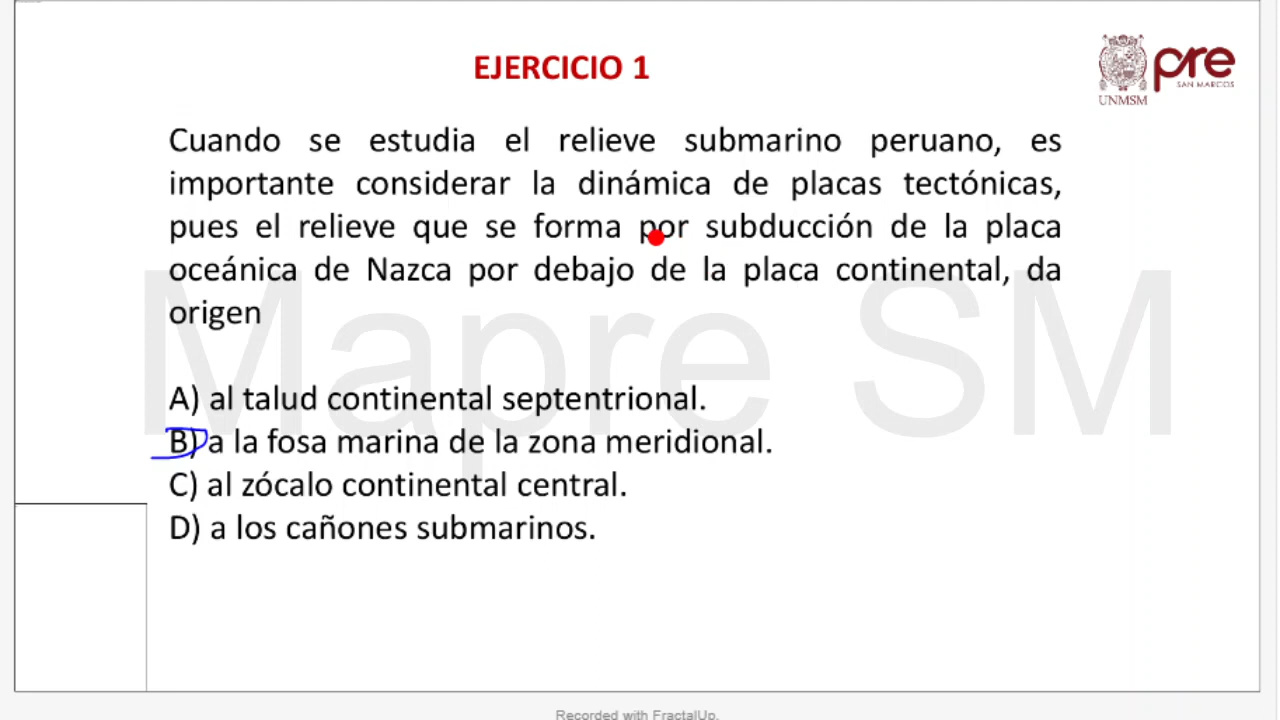 EJERCICIO 1
UNMSM
pre
SAN MARCOS
Cuando se estudia el relieve submarino peruano, es
importante considerar la dinámica de placas tectónicas,
pues el relieve que se forma por subducción de la placa
oceánica de Nazca por debajo de la placa continental, da
origen
Mapre SM
A) al talud continental septentrional.
B) a la fosa marina de la zona meridional.
C) al zócalo continental central.
D) a los cañones submarinos.
Recorded with FractalUp.